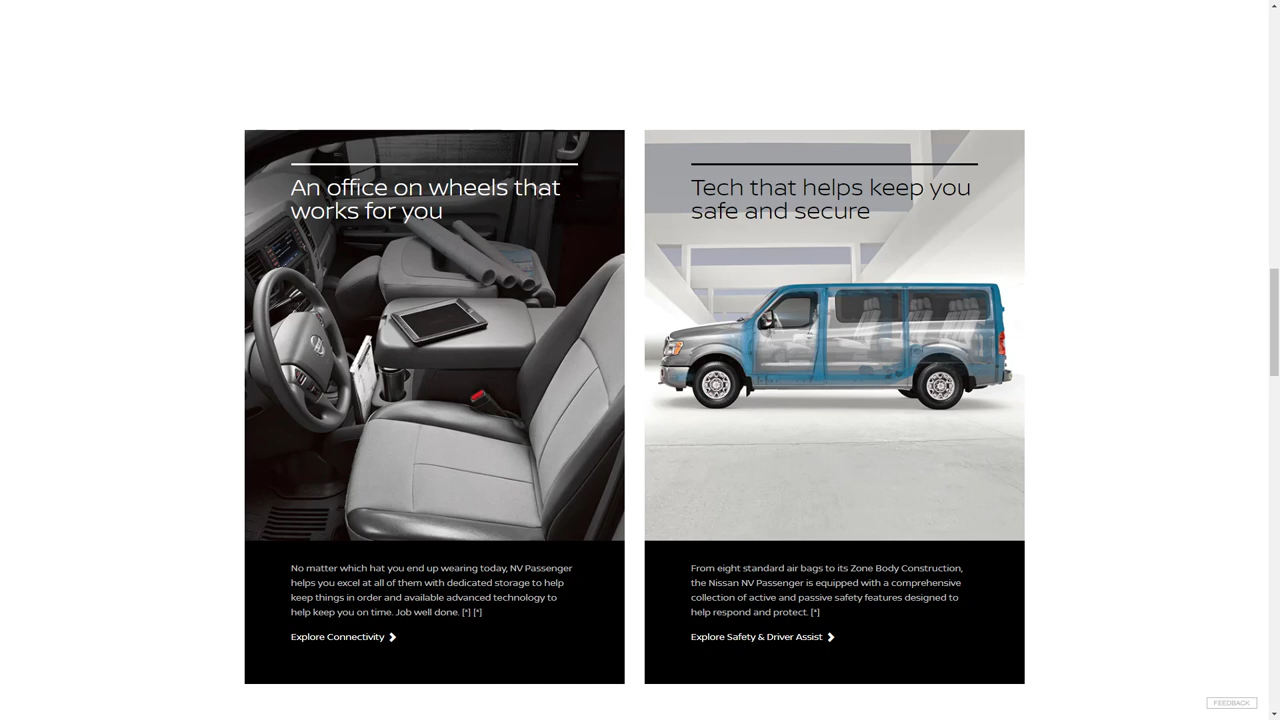 An office on wheels that
works for you
No matter which hat you end up wearing today, NV Passenger
helps you excel at all of them with dedicated storage to help
keep things in order and available advanced technology to
help keep you on time. Job well done. [*] [*]
Explore Connectivity
Tech that helps keep you
safe and secure
From eight standard air bags to its Zone Body Construction,
the Nissan NV Passenger is equipped with a comprehensive
collection of active and passive safety features designed to
help respond and protect. [*]
Explore Safety & Driver Assist
FEEDBACK